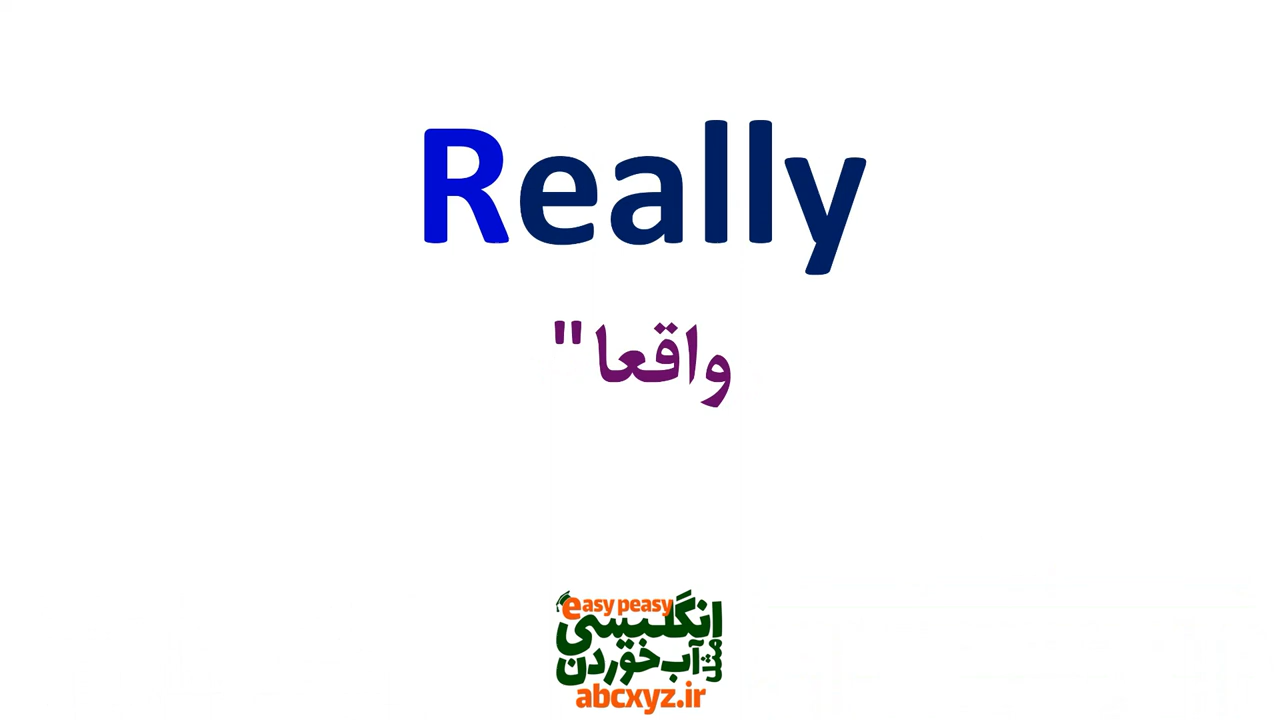 Really
واقعا"
easy peasy
انگلیسی
مثل آب خوردن
abcxyz.ir